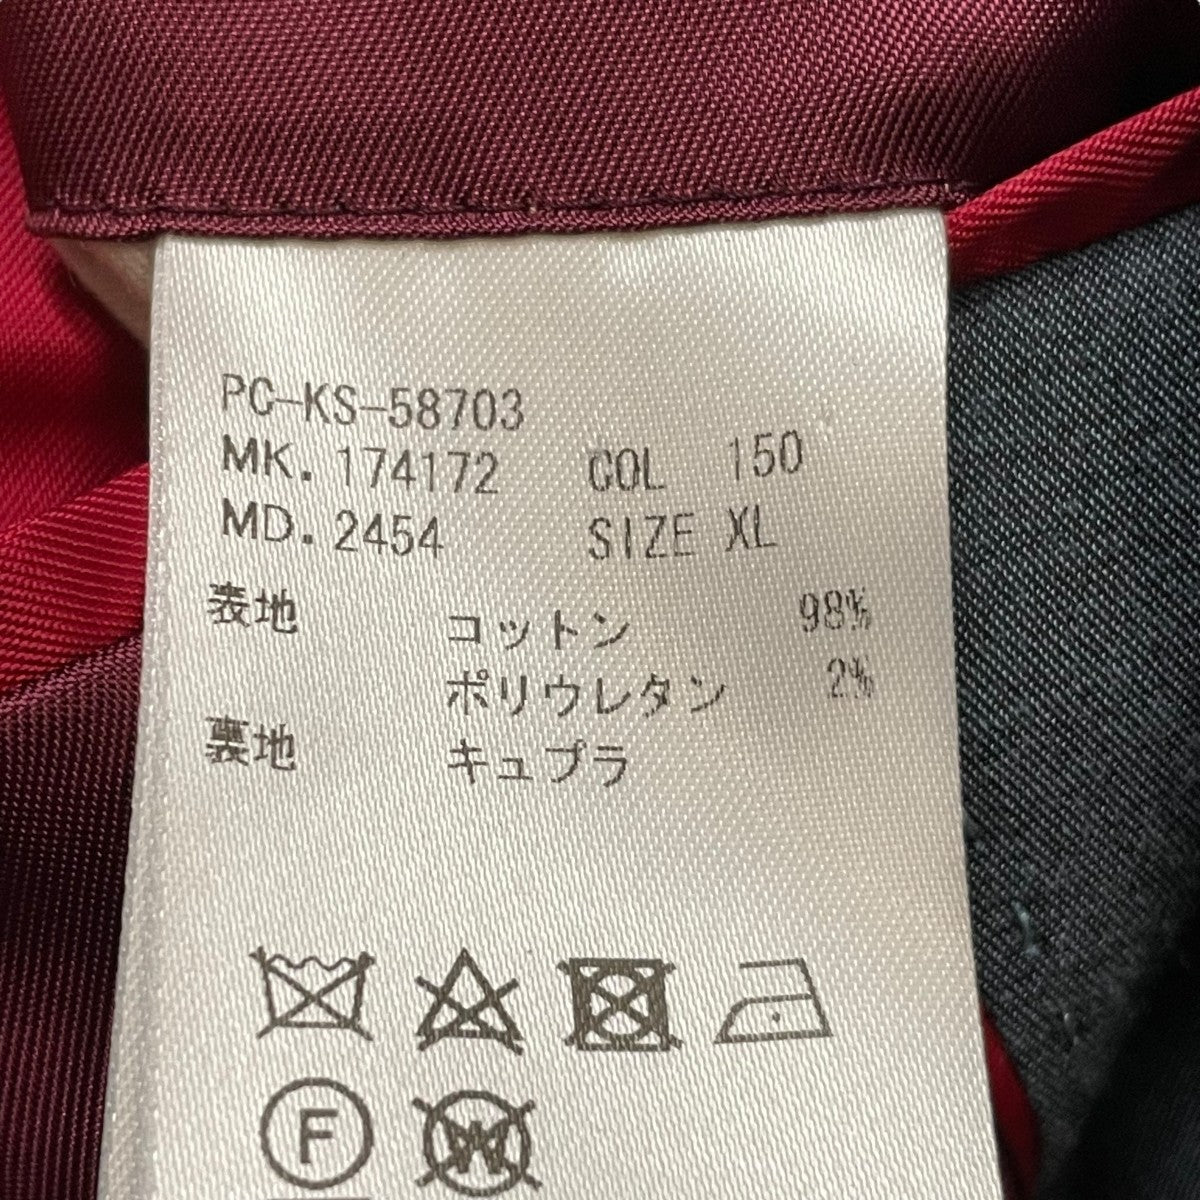 PC-KS-58703
MK. 174172 COL 150
MD. 2454 SIZE XL
表地 コットン 98%
ポリウレタン 2%
裏地 キュプラ
F W